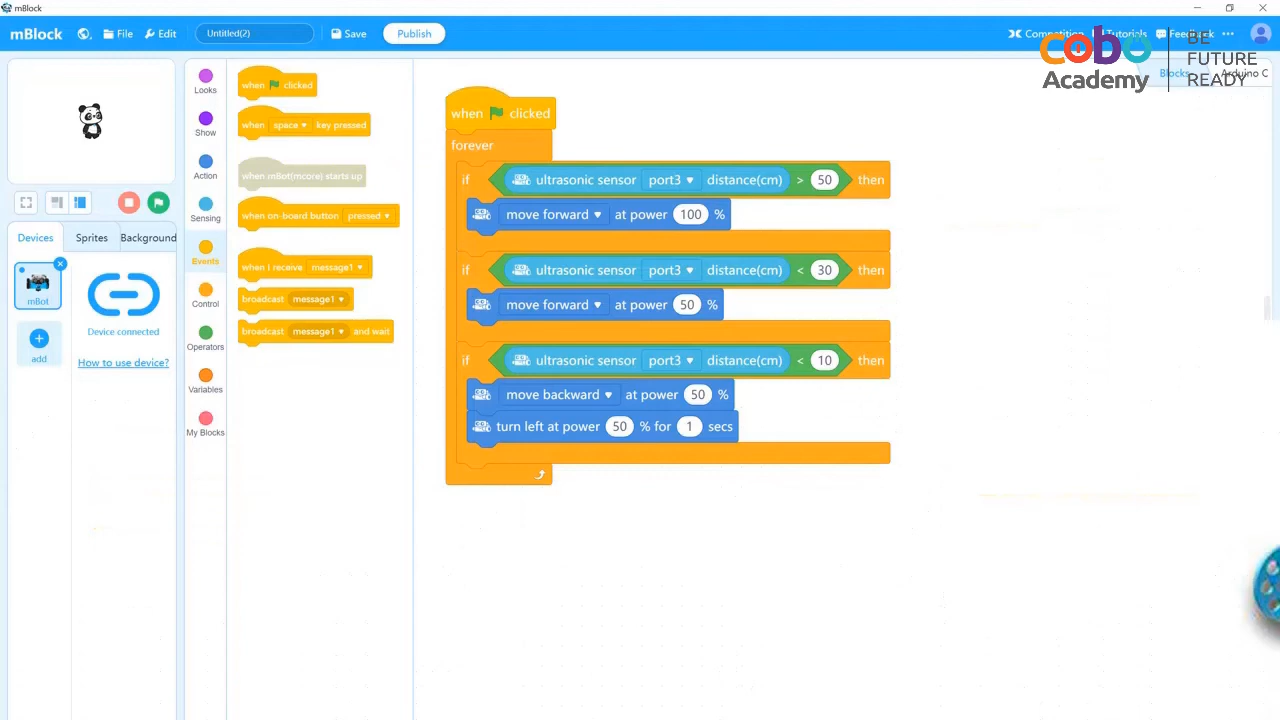 mBlock
mBlock File Edit Untitled(2) Save Publish Competition Tutorials Feedback
cobo
Academy
BE
FUTURE
READY
Blocks Arduino C
Looks
Show
Action
Sensing
Events
Control
Operators
Variables
My Blocks
when clicked
when space key pressed
when mBot(mcore) starts up
when on-board button pressed
when I receive message1
broadcast message1
broadcast message1 and wait
Devices Sprites Background
mBot
add
Device connected
How to use device?
when clicked
forever
if ultrasonic sensor port3 distance(cm) > 50 then
move forward at power 100 %
if ultrasonic sensor port3 distance(cm) < 30 then
move forward at power 50 %
if ultrasonic sensor port3 distance(cm) < 10 then
move backward at power 50 %
turn left at power 50 % for 1 secs